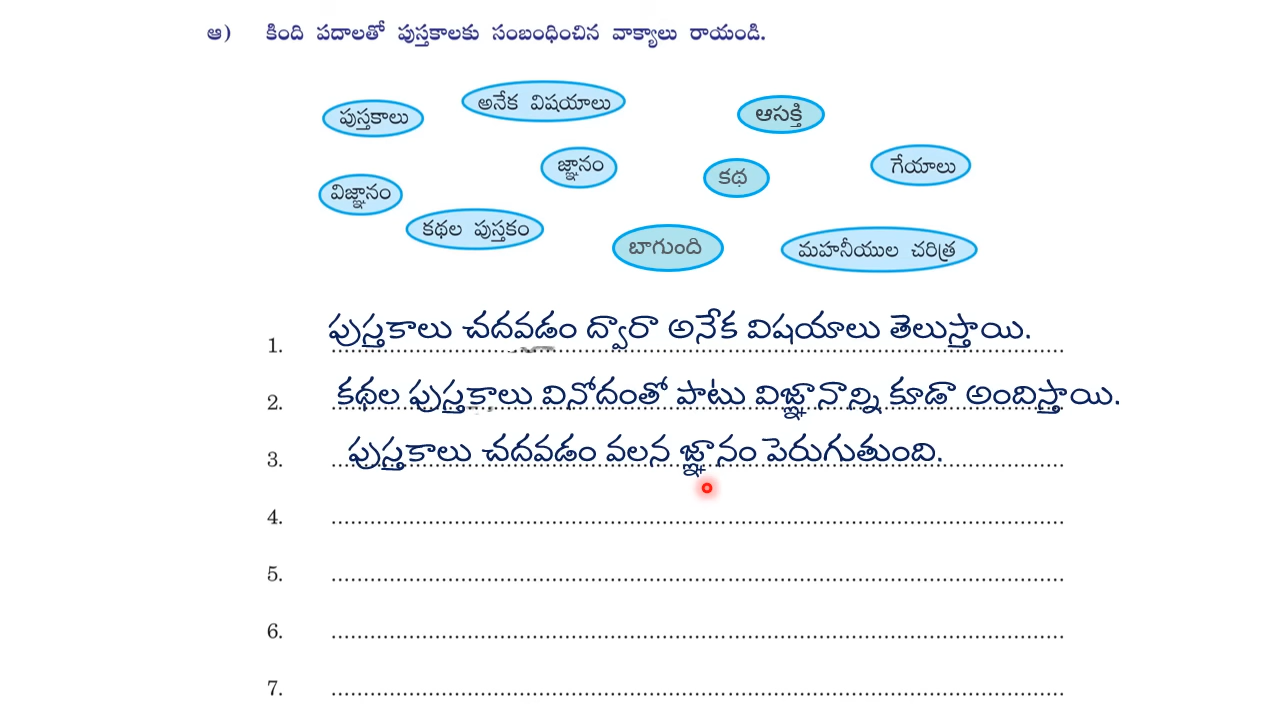 ఆ) కింది పదాలతో పుస్తకాలకు సంబంధించిన వాక్యాలు రాయండి.
పుస్తకాలు
అనేక విషయాలు
ఆసక్తి
విజ్ఞానం
జ్ఞానం
కథ
గేయాలు
కథల పుస్తకం
బాగుంది
మహనీయుల చరిత్ర
1. పుస్తకాలు చదవడం ద్వారా అనేక విషయాలు తెలుస్తాయి.
2. కథల పుస్తకాలు వినోదంతో పాటు విజ్ఞానాన్ని కూడా అందిస్తాయి.
3. పుస్తకాలు చదవడం వలన జ్ఞానం పెరుగుతుంది.
4.
5.
6.
7.